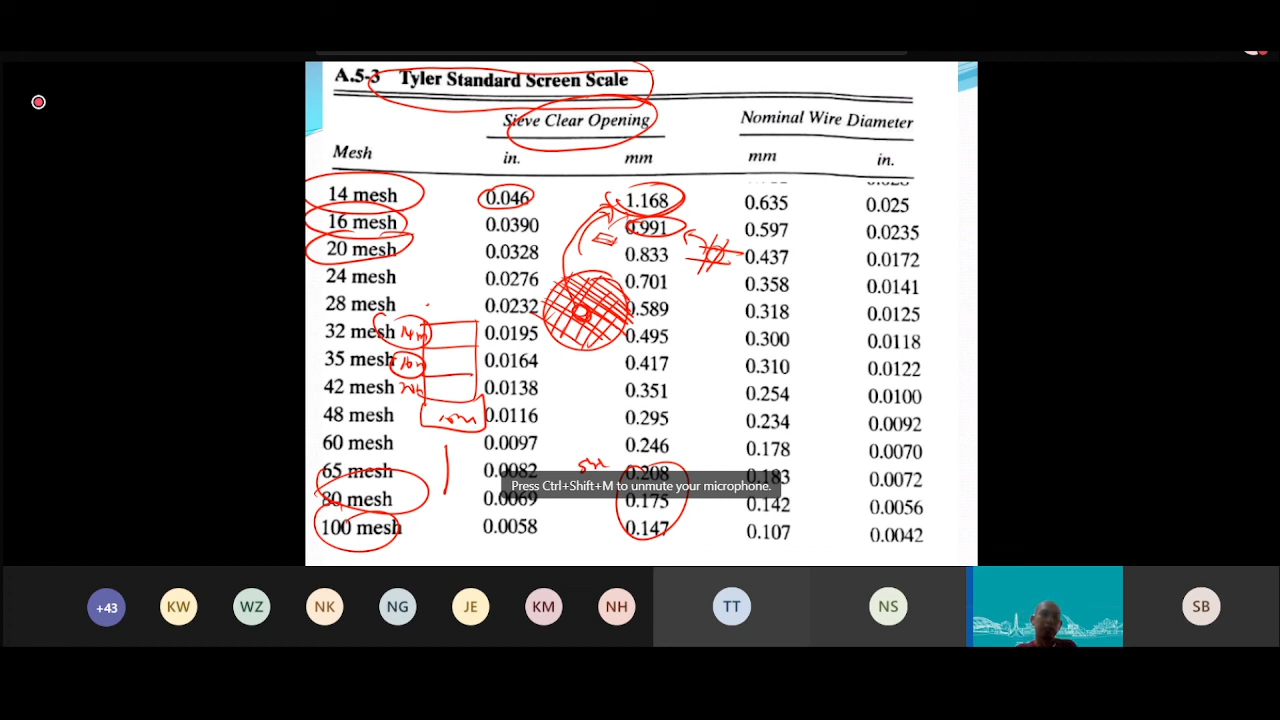 A.5-3 Tyler Standard Screen Scale
Sieve Clear Opening Nominal Wire Diameter
Mesh in. mm mm in.
14 mesh 0.046 1.168 0.635 0.025
16 mesh 0.0390 0.991 0.597 0.0235
20 mesh 0.0328 0.833 0.437 0.0172
24 mesh 0.0276 0.701 0.358 0.0141
28 mesh 0.0232 0.589 0.318 0.0125
32 mesh 0.0195 0.495 0.300 0.0118
35 mesh 0.0164 0.417 0.310 0.0122
42 mesh 0.0138 0.351 0.254 0.0100
48 mesh 0.0116 0.295 0.234 0.0092
60 mesh 0.0097 0.246 0.178 0.0070
65 mesh 0.0082 0.208 0.183 0.0072
Press Ctrl+Shift+M to unmute your microphone.
80 mesh 0.0069 0.175 0.142 0.0056
100 mesh 0.0058 0.147 0.107 0.0042
+43 KW WZ NK NG JE KM NH TT NS SB